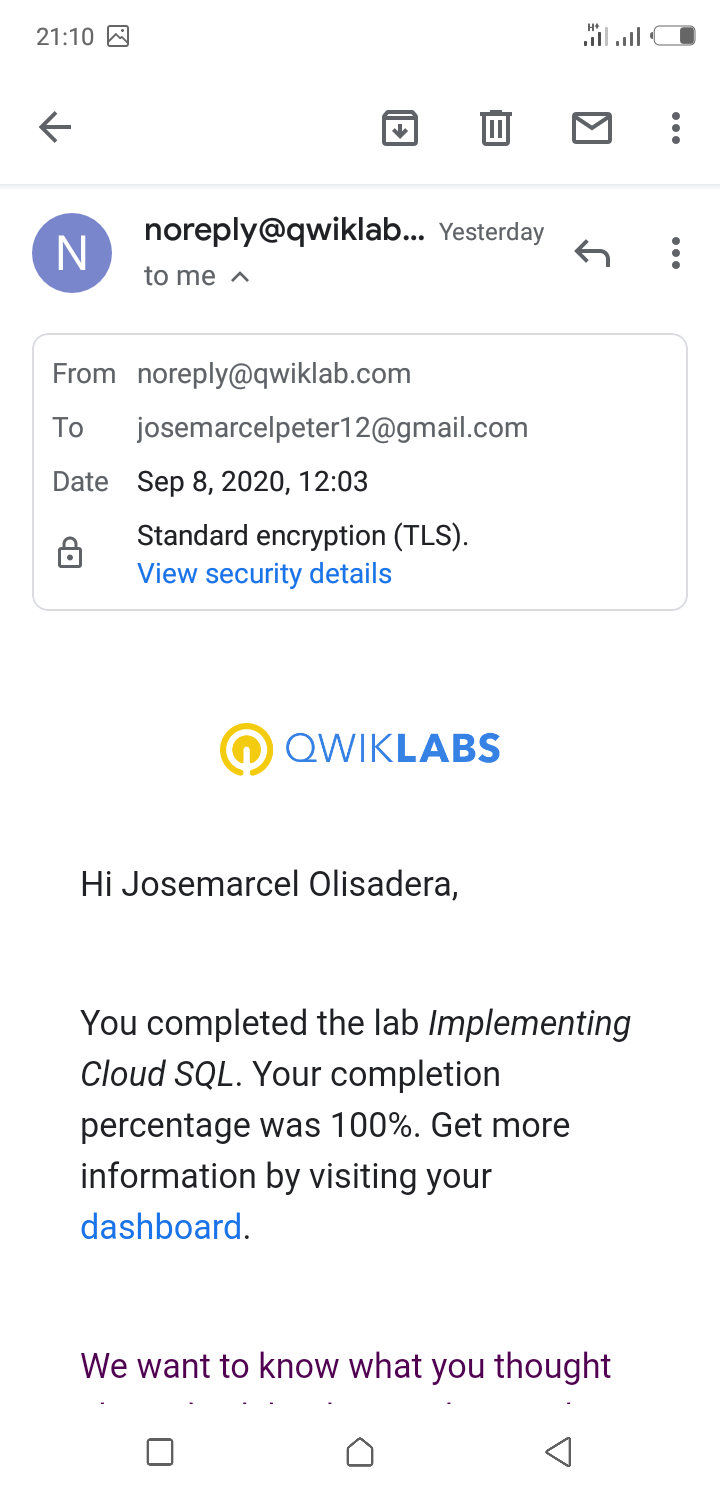 21:10
H+
N
noreply@qwiklab... Yesterday
to me
From noreply@qwiklab.com
To josemarcelpeter12@gmail.com
Date Sep 8, 2020, 12:03
Standard encryption (TLS).
View security details
QWIKLABS
Hi Josemarcel Olisadera,
You completed the lab Implementing
Cloud SQL. Your completion
percentage was 100%. Get more
information by visiting your
dashboard.
We want to know what you thought